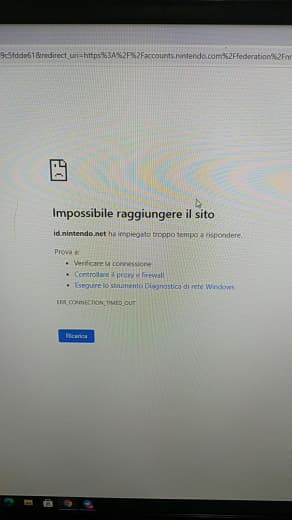 9c5fdde61&redirect_uri=https%3A%2F%2Faccounts.nintendo.com%2Ffederation%2Fnn
Impossibile raggiungere il sito
id.nintendo.net ha impiegato troppo tempo a rispondere.
Prova a:
Verificare la connessione
Controllare il proxy e firewall
Eseguire lo strumento Diagnostica di rete Windows
ERR_CONNECTION_TIMED_OUT
Ricarica